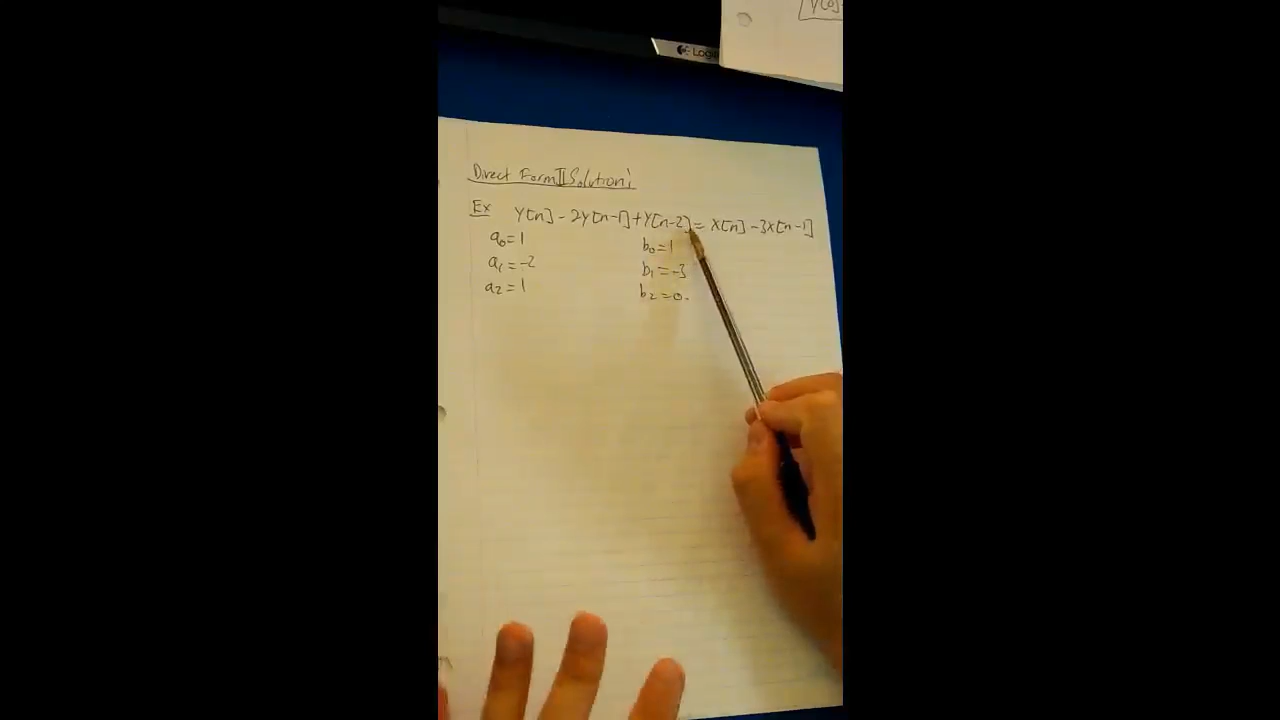 Direct Form II Solution:
Ex Y[n] - 2Y[n-1] + Y[n-2] = X[n] - 3X[n-1]
a₀ = 1 b₀ = 1
a₁ = -2 b₁ = -3
a₂ = 1 b₂ = 0.